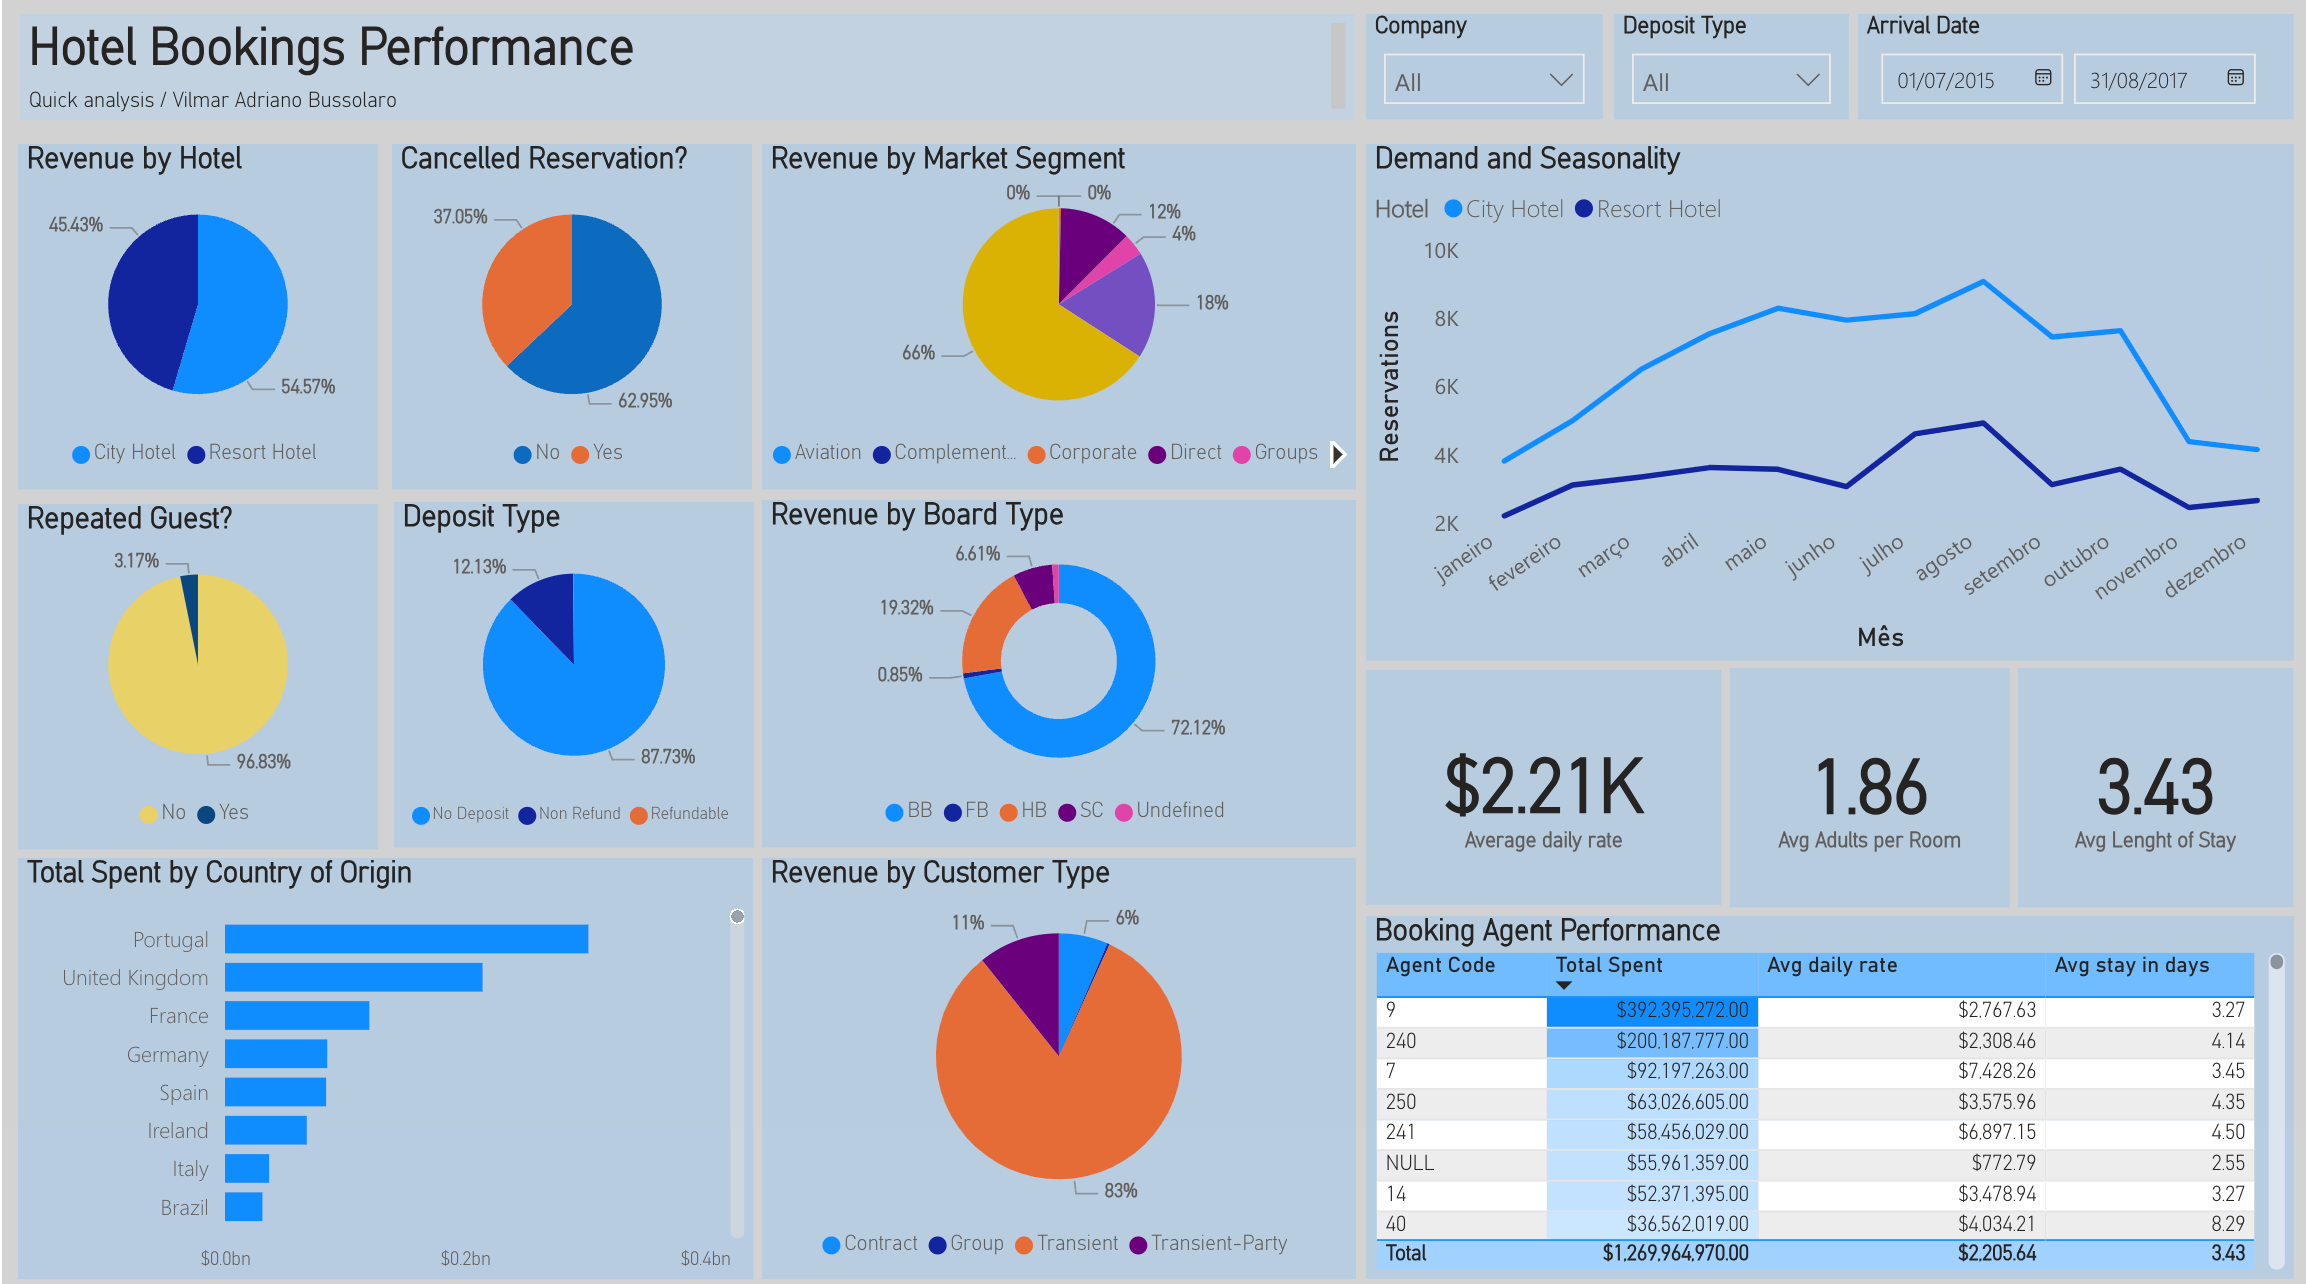 Hotel Bookings Performance
Quick analysis / Vilmar Adriano Bussolaro
Company
All
Deposit Type
All
Arrival Date
01/07/2015
31/08/2017
Revenue by Hotel
45.43%
54.57%
City Hotel
Resort Hotel
Cancelled Reservation?
37.05%
62.95%
No
Yes
Revenue by Market Segment
0%
0%
12%
4%
18%
66%
Aviation
Complement...
Corporate
Direct
Groups
Demand and Seasonality
Hotel
City Hotel
Resort Hotel
Reservations
10K
8K
6K
4K
2K
janeiro
fevereiro
março
abril
maio
junho
julho
agosto
setembro
outubro
novembro
dezembro
Mês
Repeated Guest?
3.17%
96.83%
No
Yes
Deposit Type
12.13%
87.73%
No Deposit
Non Refund
Refundable
Revenue by Board Type
6.61%
19.32%
0.85%
72.12%
BB
FB
HB
SC
Undefined
$2.21K
Average daily rate
1.86
Avg Adults per Room
3.43
Avg Lenght of Stay
Total Spent by Country of Origin
Portugal
United Kingdom
France
Germany
Spain
Ireland
Italy
Brazil
$0.0bn
$0.2bn
$0.4bn
Revenue by Customer Type
11%
6%
83%
Contract
Group
Transient
Transient-Party
Booking Agent Performance
Agent Code Total Spent Avg daily rate Avg stay in days
9 $392,395,272.00 $2,767.63 3.27
240 $200,187,777.00 $2,308.46 4.14
7 $92,197,263.00 $7,428.26 3.45
250 $63,026,605.00 $3,575.96 4.35
241 $58,456,029.00 $6,897.15 4.50
NULL $55,961,359.00 $772.79 2.55
14 $52,371,395.00 $3,478.94 3.27
40 $36,562,019.00 $4,034.21 8.29
Total $1,269,964,970.00 $2,205.64 3.43